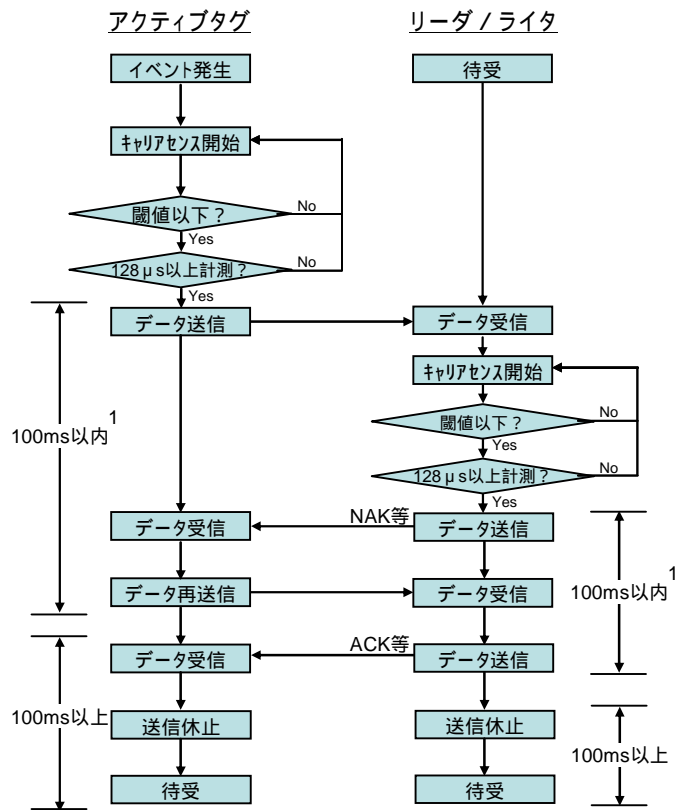 アクティブタグ
リーダ / ライタ
イベント発生
待受
ｷｬﾘｱｾﾝｽ開始
閾値以下？
No
Yes
128μs以上計測？
No
Yes
データ送信
データ受信
ｷｬﾘｱｾﾝｽ開始
閾値以下？
No
Yes
128μs以上計測？
No
Yes
100ms以内1
データ受信
NAK等
データ送信
データ再送信
データ受信
100ms以内1
データ受信
ACK等
データ送信
100ms以上
送信休止
送信休止
100ms以上
待受
待受